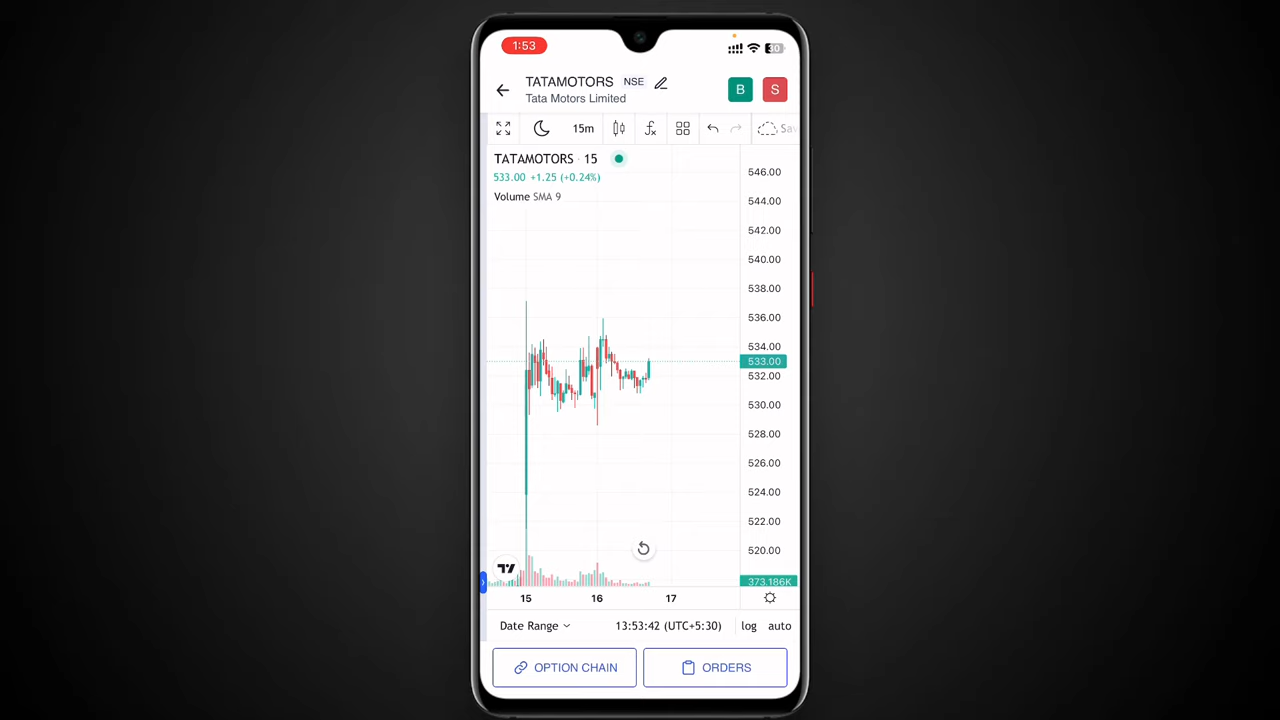 1:53
30
TATAMOTORS NSE
Tata Motors Limited
B
S
15m
TATAMOTORS · 15
533.00 +1.25 (+0.24%)
Volume SMA 9
546.00
544.00
542.00
540.00
538.00
536.00
534.00
533.00
532.00
530.00
528.00
526.00
524.00
522.00
520.00
373.186K
15 16 17
Date Range
13:53:42 (UTC+5:30)
log auto
OPTION CHAIN
ORDERS